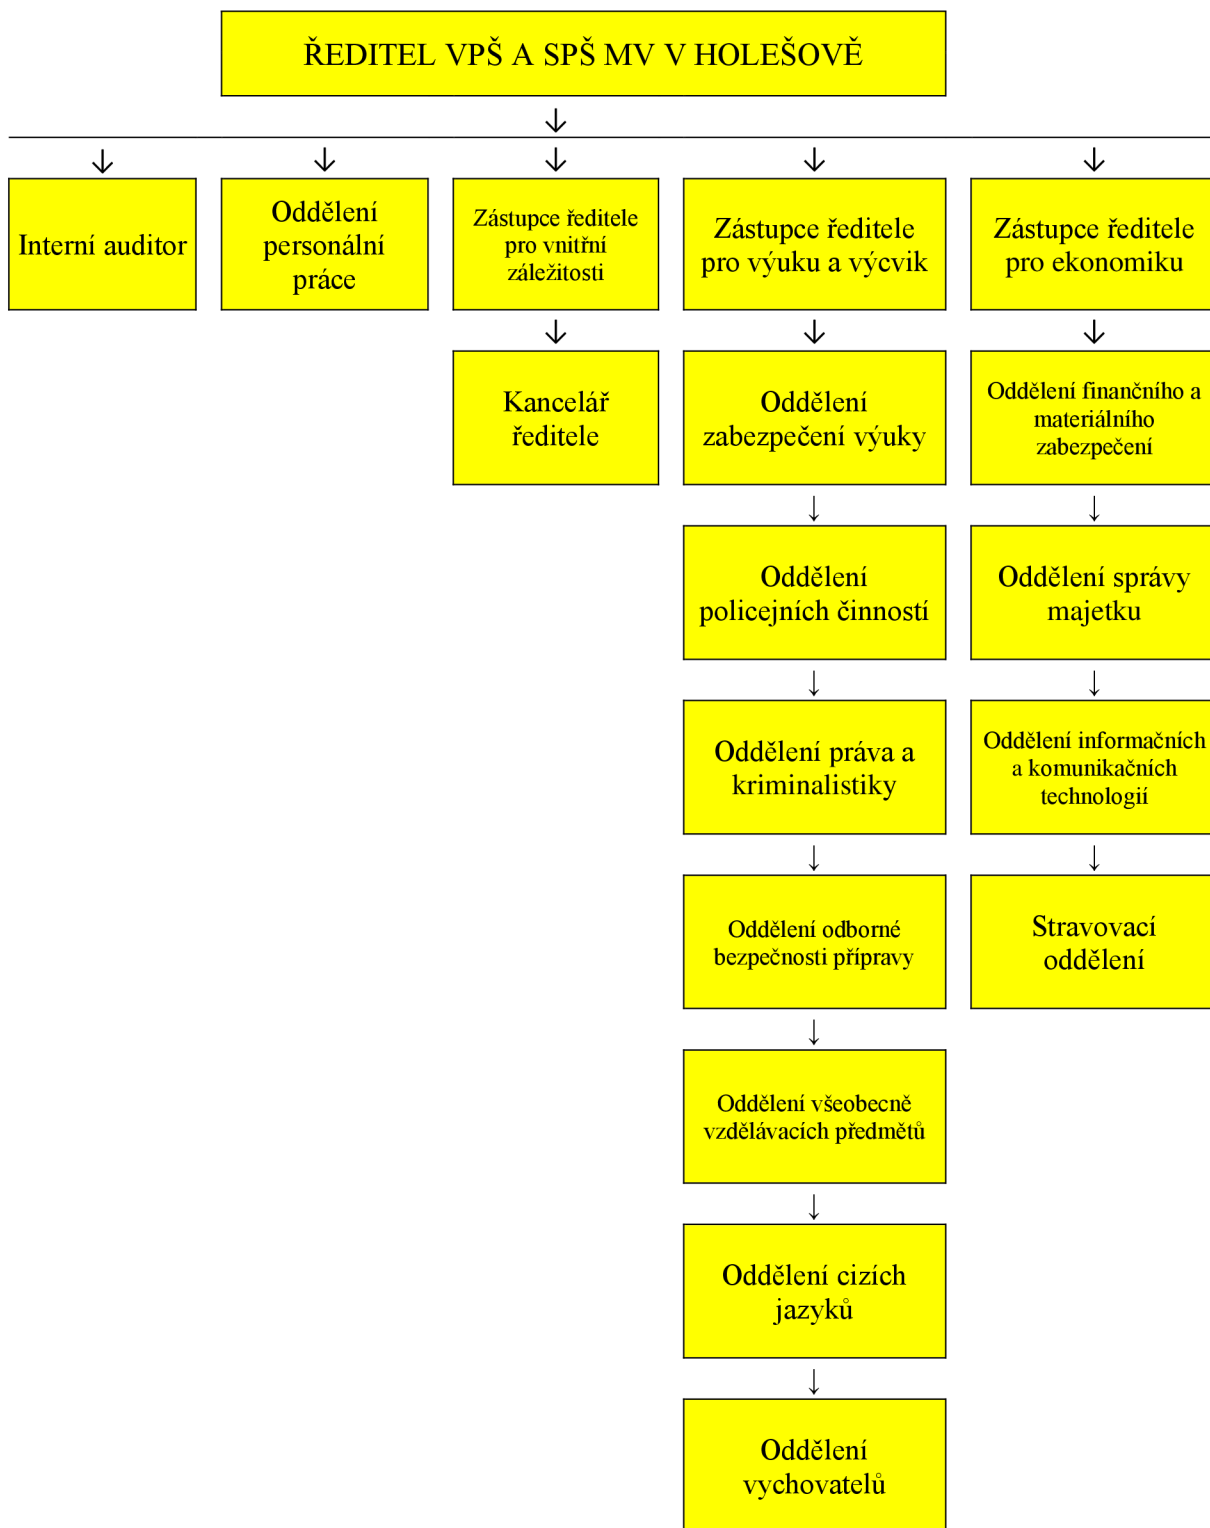 ŘEDITEL VPŠ A SPŠ MV V HOLEŠOVĚ
Interní auditor
Oddělení
personální
práce
Zástupce ředitele
pro vnitřní
záležitosti
Zástupce ředitele
pro výuku a výcvik
Zástupce ředitele
pro ekonomiku
Kancelář
ředitele
Oddělení
zabezpečení výuky
Oddělení finančního a
materiálního
zabezpečení
Oddělení
policejních činností
Oddělení správy
majetku
Oddělení práva a
kriminalistiky
Oddělení informačních
a komunikačních
technologií
Oddělení odborné
bezpečnosti přípravy
Stravovací
oddělení
Oddělení všeobecně
vzdělávacích předmětů
Oddělení cizích
jazyků
Oddělení
vychovatelů